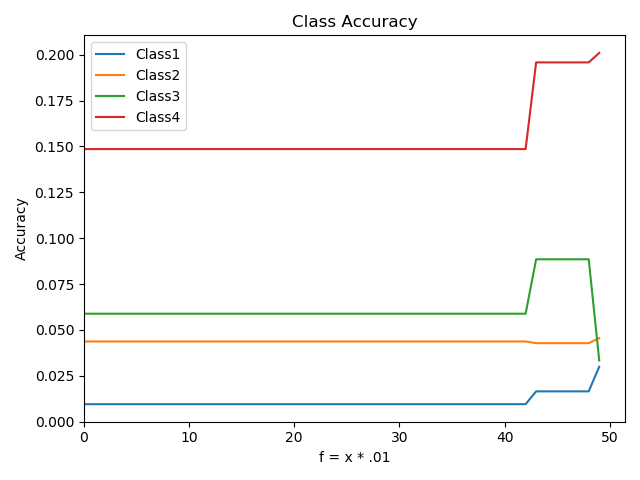 Class Accuracy
Class1
Class2
Class3
Class4
Accuracy
0.200
0.175
0.150
0.125
0.100
0.075
0.050
0.025
0.000
0 10 20 30 40 50
f = x * .01